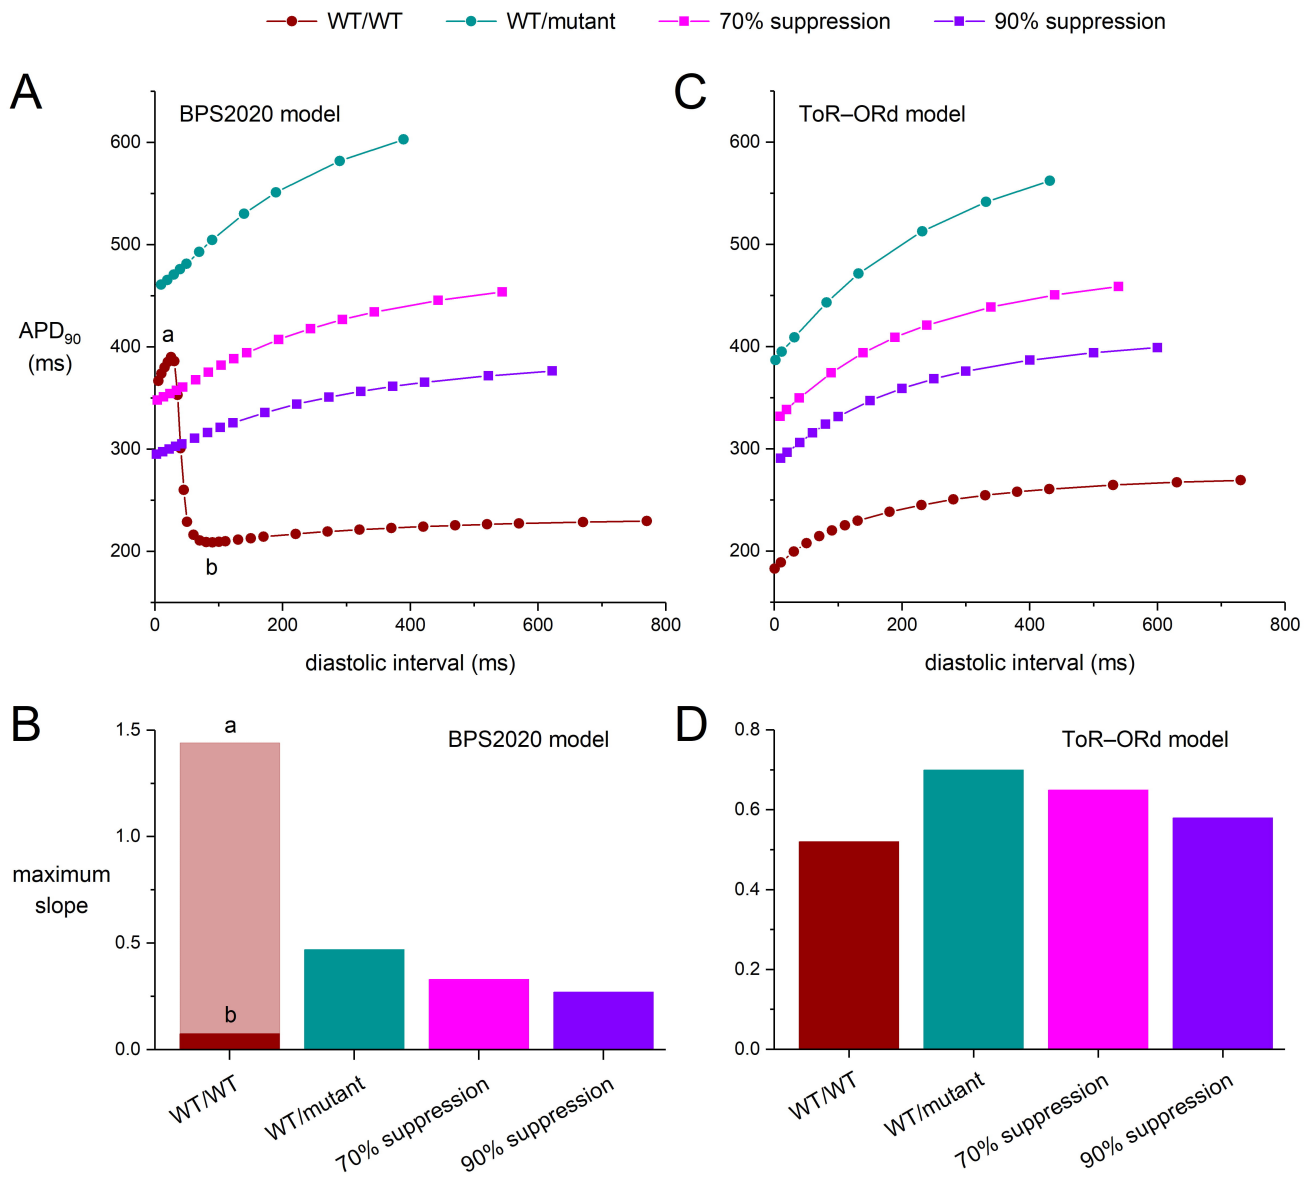 WT/WT WT/mutant 70% suppression 90% suppression
A
BPS2020 model
600
500
400
300
200
APD90
(ms)
a
b
0 200 400 600 800
diastolic interval (ms)
C
ToR–ORd model
600
500
400
300
200
0 200 400 600 800
diastolic interval (ms)
B
BPS2020 model
1.5
1.0
0.5
0.0
maximum
slope
a
b
WT/WT
WT/mutant
70% suppression
90% suppression
D
ToR–ORd model
0.8
0.6
0.4
0.2
0.0
WT/WT
WT/mutant
70% suppression
90% suppression